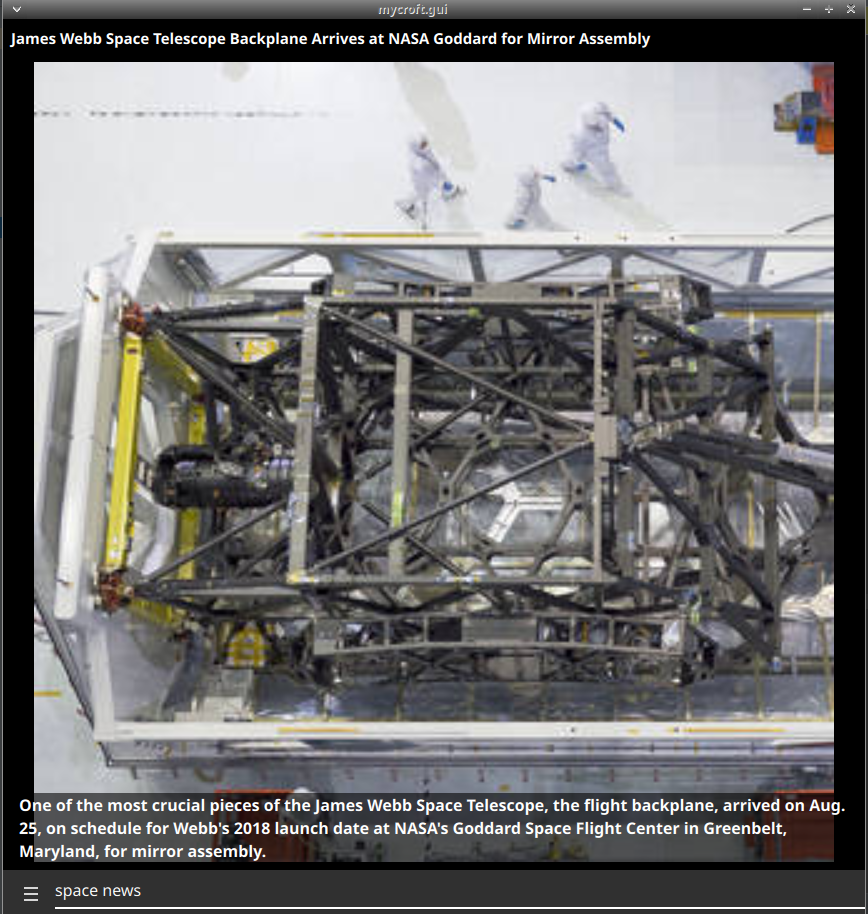 mycroft.gui
James Webb Space Telescope Backplane Arrives at NASA Goddard for Mirror Assembly
One of the most crucial pieces of the James Webb Space Telescope, the flight backplane, arrived on Aug.
25, on schedule for Webb's 2018 launch date at NASA's Goddard Space Flight Center in Greenbelt,
Maryland, for mirror assembly.
space news